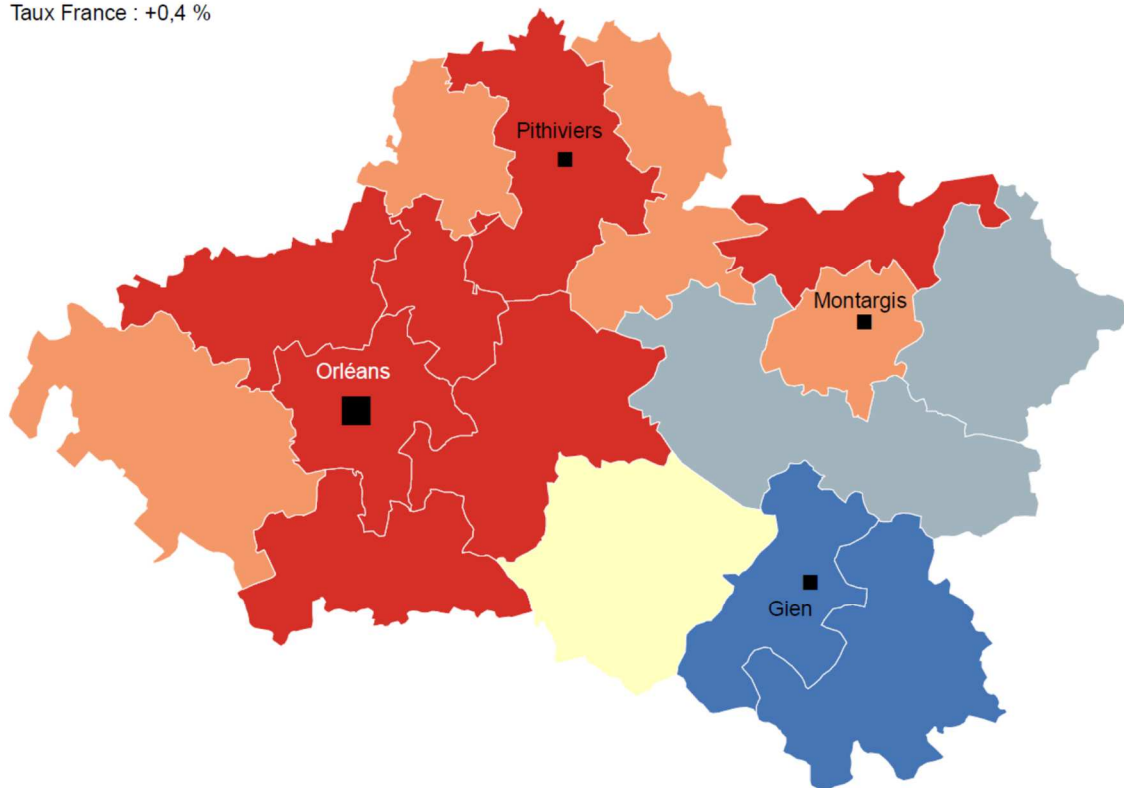 Taux France : +0,4 %
Pithiviers
Montargis
Orléans
Gien